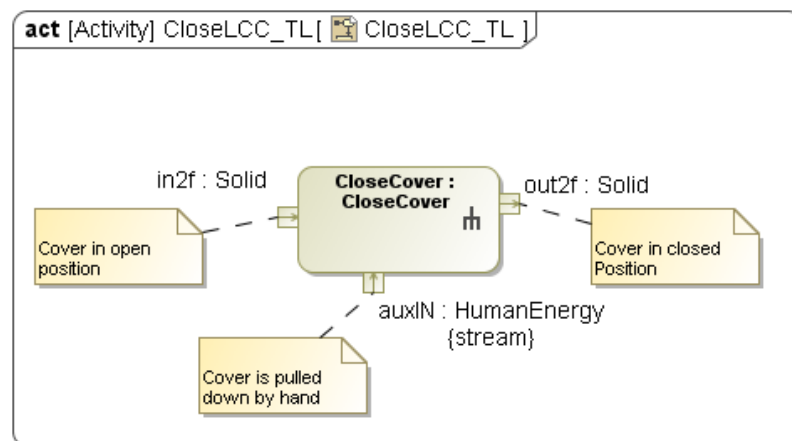 act [Activity] CloseLCC_TL[ CloseLCC_TL ]
in2f : Solid
CloseCover :
CloseCover
out2f : Solid
Cover in open
position
Cover in closed
Position
auxIN : HumanEnergy
{stream}
Cover is pulled
down by hand